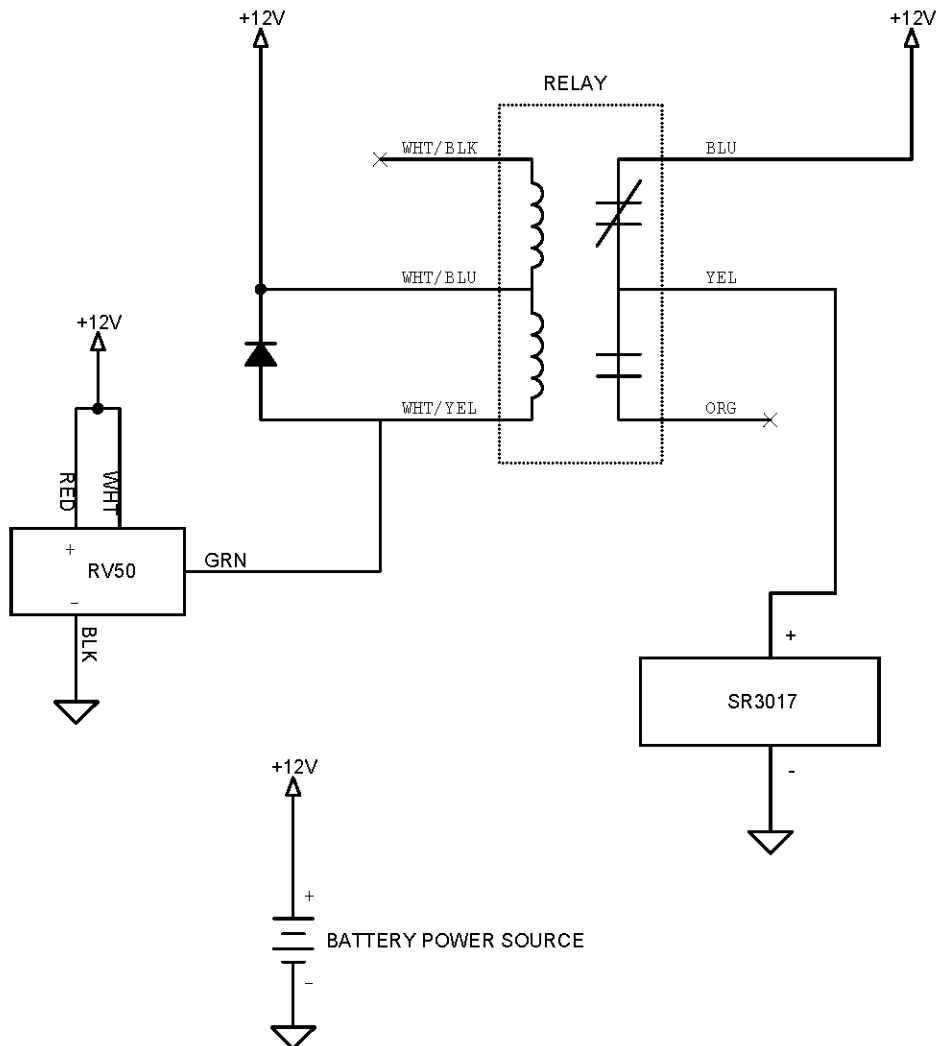 +12V
+12V
RELAY
WHT/BLK
BLU
WHT/BLU
YEL
+12V
WHT/YEL
ORG
RED
WHT
+
RV50
GRN
-
BLK
+
SR3017
-
+12V
+
BATTERY POWER SOURCE
-